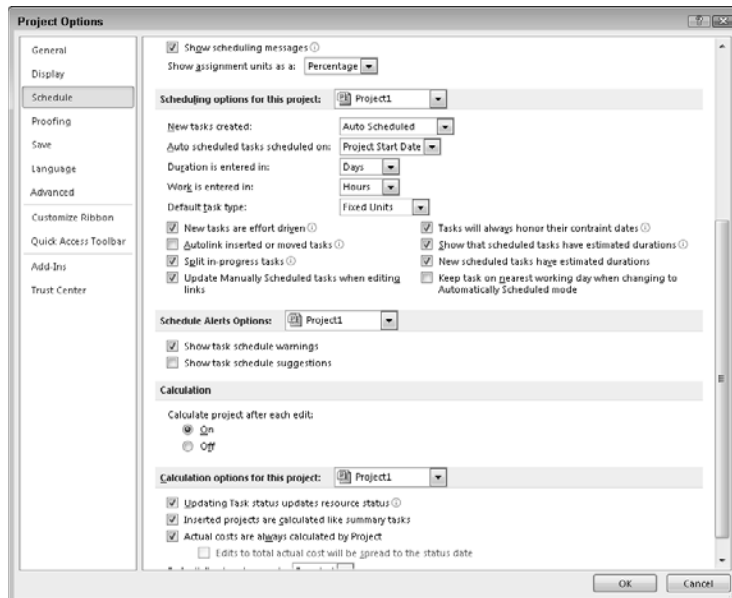 Project Options
General
Display
Schedule
Proofing
Save
Language
Advanced
Customize Ribbon
Quick Access Toolbar
Add-Ins
Trust Center
Show scheduling messages
Show assignment units as a: Percentage
Scheduling options for this project: Project1
New tasks created: Auto Scheduled
Auto scheduled tasks scheduled on: Project Start Date
Duration is entered in: Days
Work is entered in: Hours
Default task type: Fixed Units
New tasks are effort driven
Autolink inserted or moved tasks
Split in-progress tasks
Update Manually Scheduled tasks when editing
links
Tasks will always honor their contraint dates
Show that scheduled tasks have estimated durations
New scheduled tasks have estimated durations
Keep task on nearest working day when changing to
Automatically Scheduled mode
Schedule Alerts Options: Project1
Show task schedule warnings
Show task schedule suggestions
Calculation
Calculate project after each edit:
On
Off
Calculation options for this project: Project1
Updating Task status updates resource status
Inserted projects are calculated like summary tasks
Actual costs are always calculated by Project
Edits to total actual cost will be spread to the status date
OK Cancel